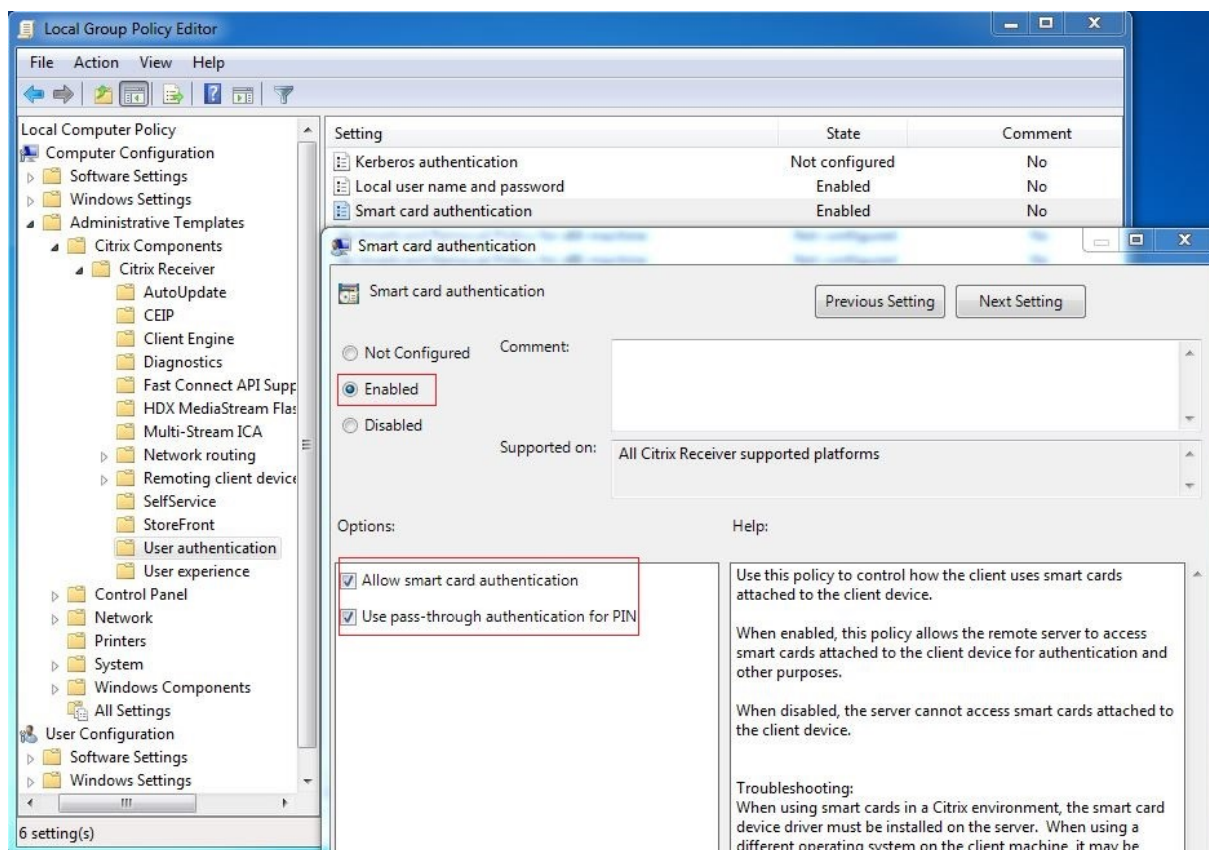 Local Group Policy Editor
File Action View Help
Local Computer Policy
Computer Configuration
Software Settings
Windows Settings
Administrative Templates
Citrix Components
Citrix Receiver
AutoUpdate
CEIP
Client Engine
Diagnostics
Fast Connect API Supp
HDX MediaStream Flas
Multi-Stream ICA
Network routing
Remoting client device
SelfService
StoreFront
User authentication
User experience
Control Panel
Network
Printers
System
Windows Components
All Settings
User Configuration
Software Settings
Windows Settings
6 setting(s)
Setting State Comment
Kerberos authentication Not configured No
Local user name and password Enabled No
Smart card authentication Enabled No
Smart card authentication
Smart card authentication
Previous Setting Next Setting
Not Configured
Enabled
Disabled
Comment:
Supported on: All Citrix Receiver supported platforms
Options:
Allow smart card authentication
Use pass-through authentication for PIN
Help:
Use this policy to control how the client uses smart cards
attached to the client device.
When enabled, this policy allows the remote server to access
smart cards attached to the client device for authentication and
other purposes.
When disabled, the server cannot access smart cards attached to
the client device.
Troubleshooting:
When using smart cards in a Citrix environment, the smart card
device driver must be installed on the server. When using a
different operating system on the client machine, it may be